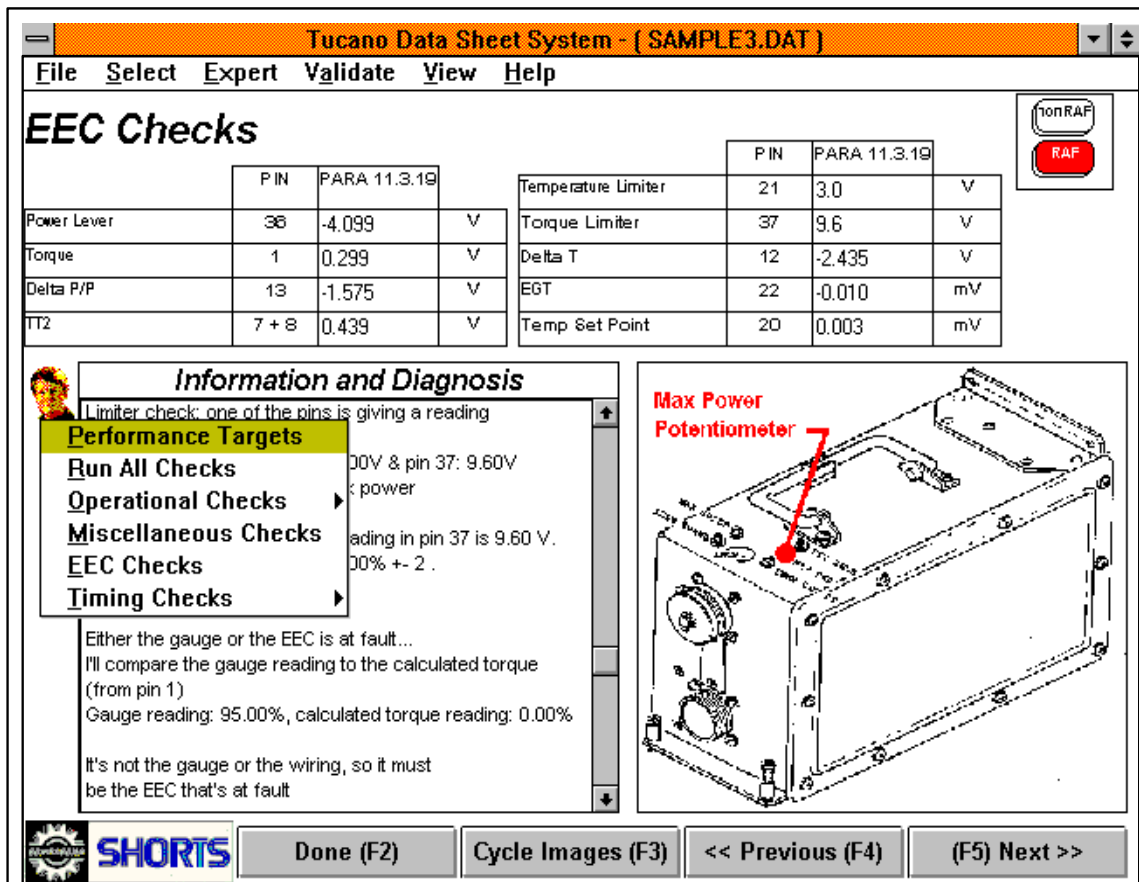 Tucano Data Sheet System - ( SAMPLE3.DAT )
File Select Expert Validate View Help
EEC Checks
nonRAF
RAF
PIN PARA 11.3.19
Power Lever 36 -4.099 V
Torque 1 0.299 V
Delta P/P 13 -1.575 V
TT2 7 + 8 0.439 V
PIN PARA 11.3.19
Temperature Limiter 21 3.0 V
Torque Limiter 37 9.6 V
Delta T 12 -2.435 V
EGT 22 -0.010 mV
Temp Set Point 20 0.003 mV
Information and Diagnosis
Limiter check: one of the pins is giving a reading
Performance Targets
Run All Checks
Operational Checks
Miscellaneous Checks
EEC Checks
Timing Checks
00V & pin 37: 9.60V
power
ading in pin 37 is 9.60 V.
00% +- 2 .
Either the gauge or the EEC is at fault...
I'll compare the gauge reading to the calculated torque
(from pin 1)
Gauge reading: 95.00%, calculated torque reading: 0.00%
It's not the gauge or the wiring, so it must
be the EEC that's at fault
Max Power
Potentiometer
SHORTS
Done (F2)
Cycle Images (F3)
<< Previous (F4)
(F5) Next >>